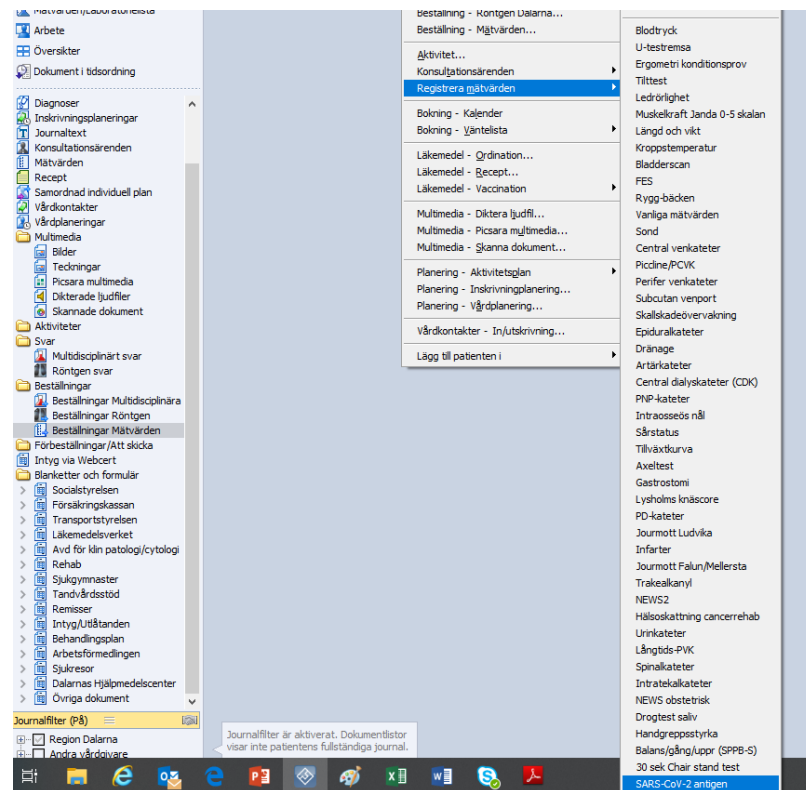 Mätvärden/Laboratorielista
Arbete
Översikter
Dokument i tidsordning
Diagnoser
Inskrivningsplaneringar
Journaltext
Konsultationsärenden
Mätvärden
Recept
Samordnad individuell plan
Vårdkontakter
Vårdplaneringar
Multimedia
Bilder
Teckningar
Picsara multimedia
Dikterade ljudfiler
Skannade dokument
Aktiviteter
Svar
Multidisciplinärt svar
Röntgen svar
Beställningar
Beställningar Multidisciplinära
Beställningar Röntgen
Beställningar Mätvärden
Förbeställningar/Att skicka
Intyg via Webcert
Blanketter och formulär
Socialstyrelsen
Försäkringskassan
Transportstyrelsen
Läkemedelsverket
Avd för klin patologi/cytologi
Rehab
Sjukgymnaster
Tandvårdsstöd
Remisser
Intyg/Utlåtanden
Behandlingsplan
Arbetsförmedlingen
Sjukresor
Dalarnas Hjälpmedelscenter
Övriga dokument
Journalfilter (På)
Region Dalarna
Andra vårdgivare
Journalfilter är aktiverat. Dokumentlistor
visar inte patientens fullständiga journal.
Beställning - Röntgen Dalarna...
Beställning - Mätvärden...
Aktivitet...
Konsultationsärenden
Registrera mätvärden
Bokning - Kalender
Bokning - Väntelista
Läkemedel - Ordination...
Läkemedel - Recept...
Läkemedel - Vaccination
Multimedia - Diktera ljudfil...
Multimedia - Picsara multimedia...
Multimedia - Skanna dokument...
Planering - Aktivitetsplan
Planering - Inskrivningplanering...
Planering - Vårdplanering...
Vårdkontakter - In/utskrivning...
Lägg till patienten i
Blodtryck
U-testremsa
Ergometri konditionsprov
Tilttest
Ledrörlighet
Muskelkraft Janda 0-5 skalan
Längd och vikt
Kroppstemperatur
Bladderscan
FES
Rygg-bäcken
Vanliga mätvärden
Sond
Central venkateter
Piccline/PCVK
Perifer venkateter
Subcutan venport
Skallskadeövervakning
Epiduralkateter
Dränage
Artärkateter
Central dialyskateter (CDK)
PNP-kateter
Intraosseös nål
Sårstatus
Tillväxtkurva
Axeltest
Gastrostomi
Lysholms knäscore
PD-kateter
Jourmott Ludvika
Infarter
Jourmott Falun/Mellersta
Trakealkanyl
NEWS2
Hälsoskattning cancerrehab
Urinkateter
Långtids-PVK
Spinalkateter
Intratekalkateter
NEWS obstetrisk
Drogtest saliv
Handgreppsstyrka
Balans/gång/uppr (SPPB-S)
30 sek Chair stand test
SARS-CoV-2 antigen